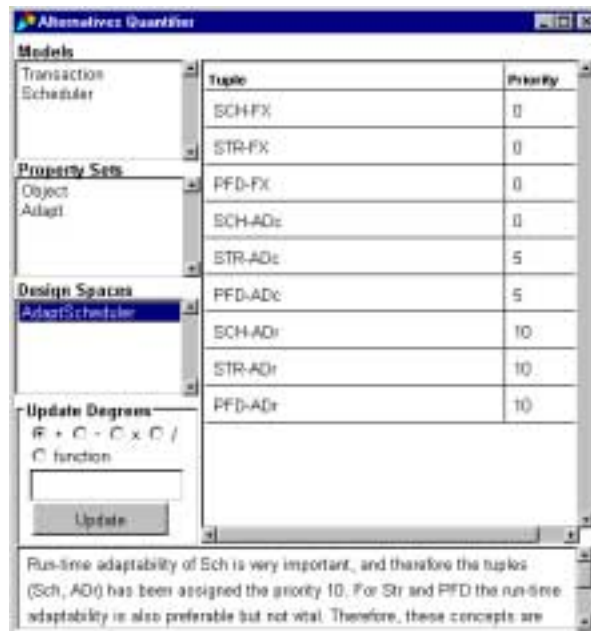 Alternatives Quantifier
Models
Transaction
Scheduler
Property Sets
Object
Adapt
Design Spaces
AdaptScheduler
Update Degrees
+ - x /
function
Update
Tuple Priority
SCH-FX 0
STR-FX 0
PFD-FX 0
SCH-ADc 0
STR-ADc 5
PFD-ADc 5
SCH-ADr 10
STR-ADr 10
PFD-ADr 10
Run-time adaptability of Sch is very important, and therefore the tuples
(Sch, ADr) has been assigned the priority 10. For Str and PFD the run-time
adaptability is also preferable but not vital. Therefore, these concepts are